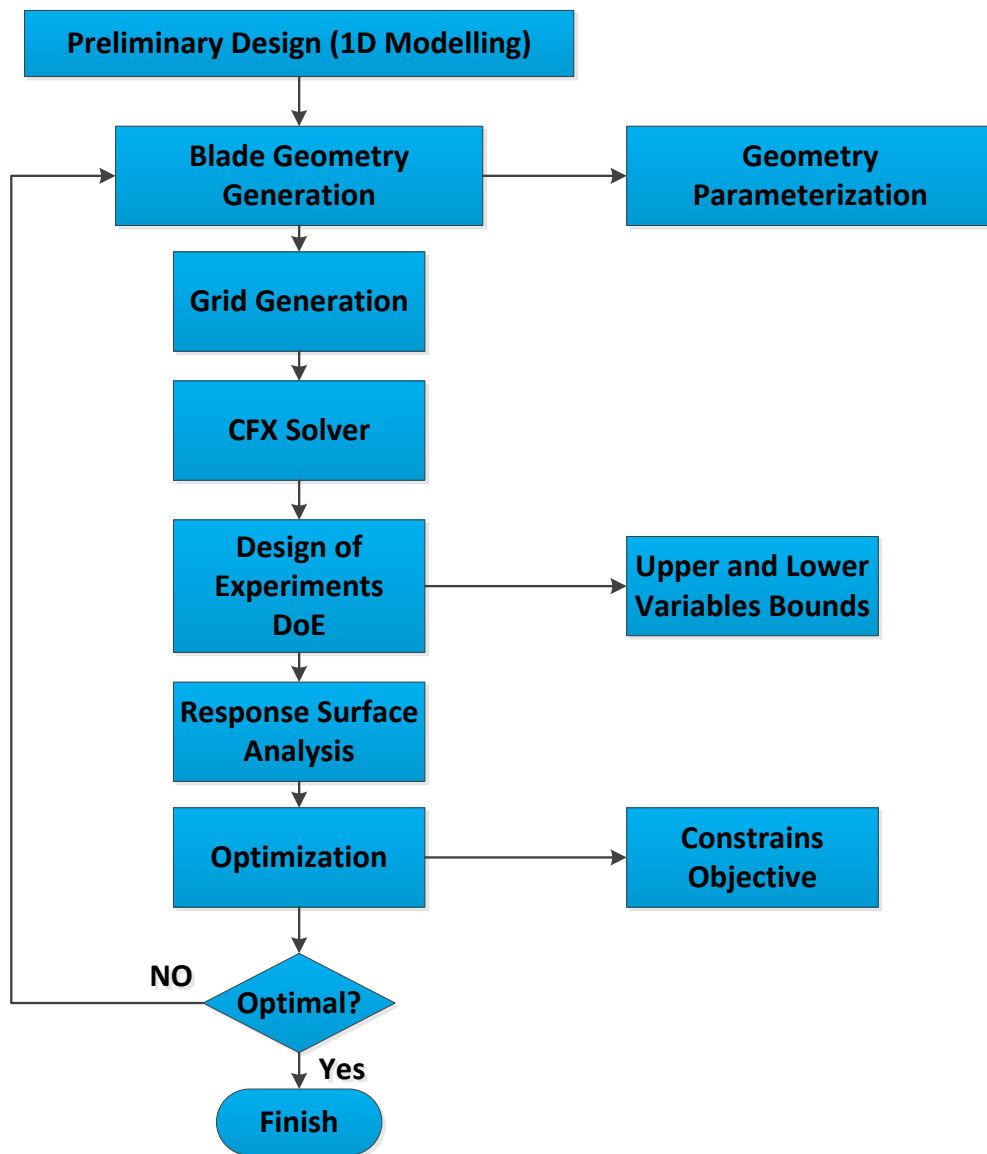 Preliminary Design (1D Modelling)
Blade Geometry
Generation
Geometry
Parameterization
Grid Generation
CFX Solver
Design of
Experiments
DoE
Upper and Lower
Variables Bounds
Response Surface
Analysis
Optimization
Constrains
Objective
NO
Optimal?
Yes
Finish